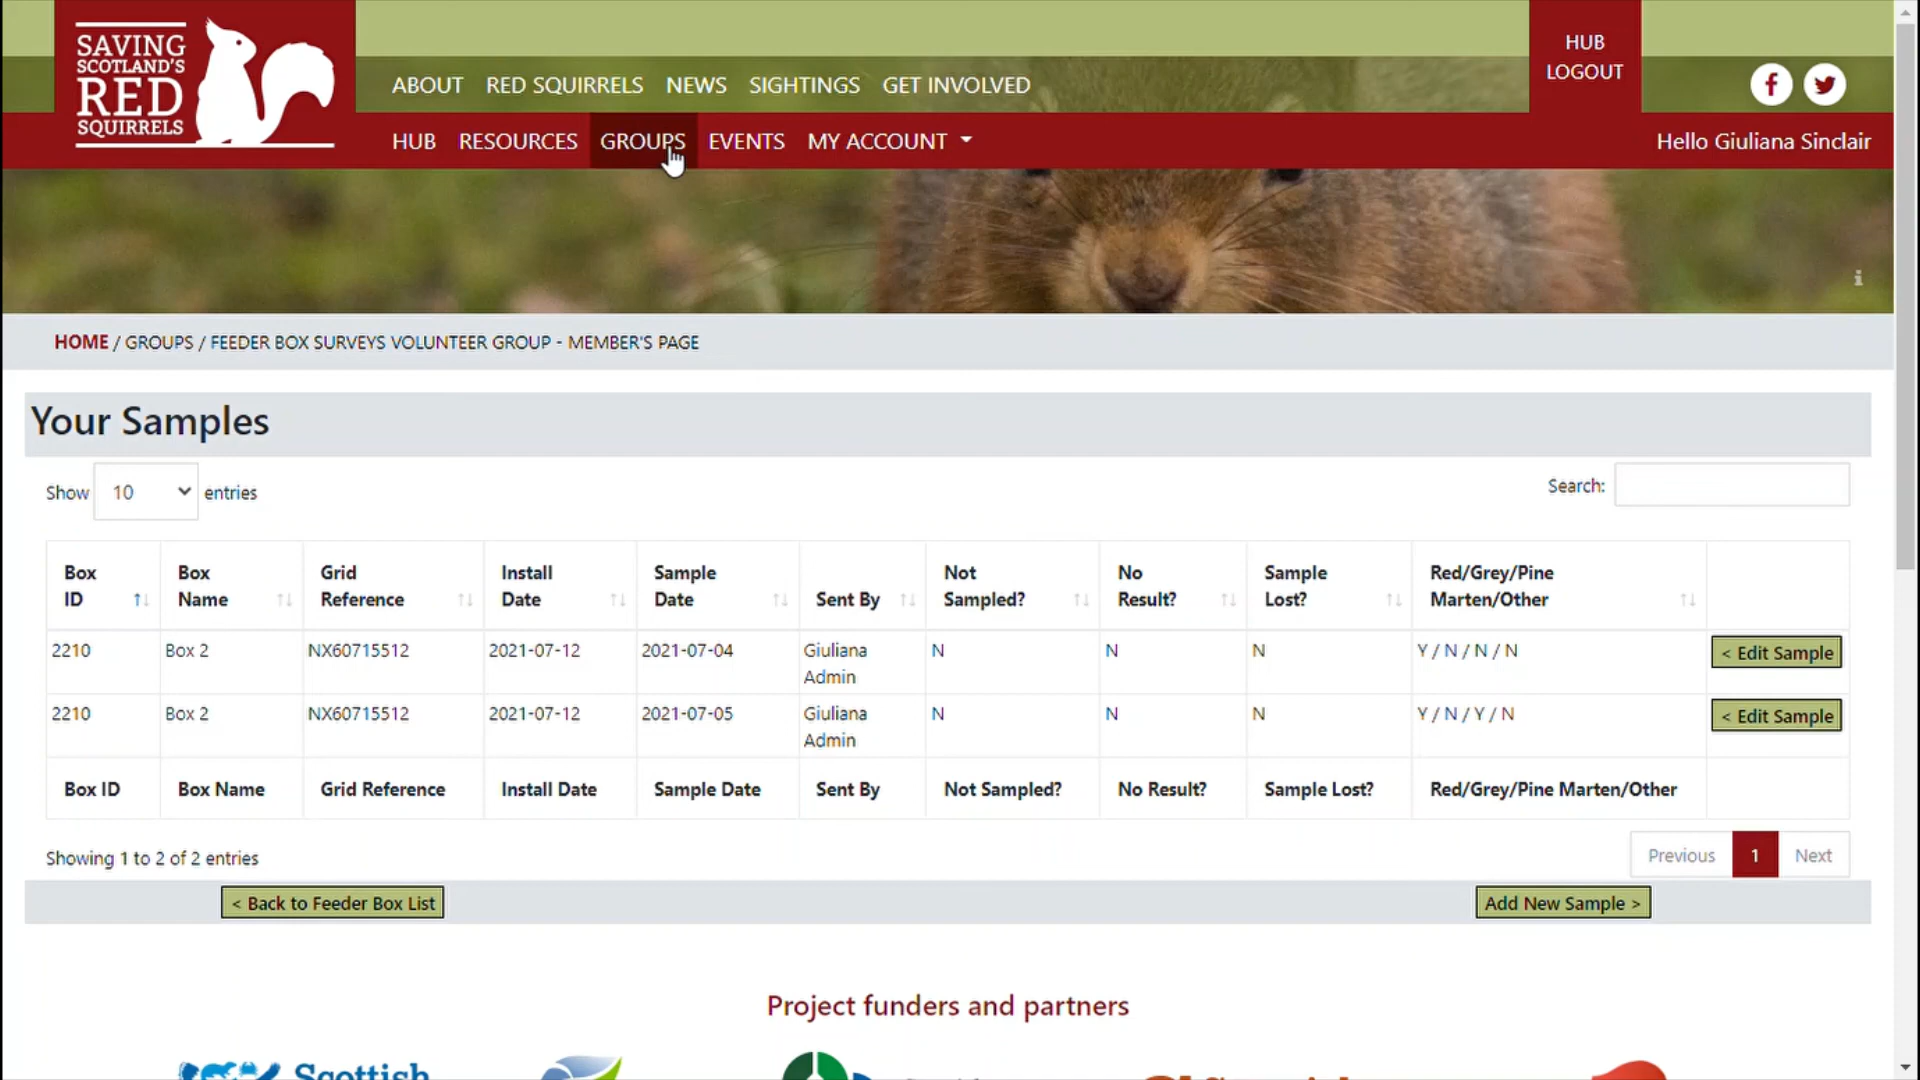 SAVING
SCOTLAND'S
RED
SQUIRRELS
ABOUT RED SQUIRRELS NEWS SIGHTINGS GET INVOLVED
HUB
LOGOUT
HUB RESOURCES GROUPS EVENTS MY ACCOUNT
Hello Giuliana Sinclair
HOME / GROUPS / FEEDER BOX SURVEYS VOLUNTEER GROUP - MEMBER'S PAGE
Your Samples
Show 10 entries
Search:
Box ID Box Name Grid Reference Install Date Sample Date Sent By Not Sampled? No Result? Sample Lost? Red/Grey/Pine Marten/Other
2210 Box 2 NX60715512 2021-07-12 2021-07-04 Giuliana Admin N N N Y / N / N / N < Edit Sample
2210 Box 2 NX60715512 2021-07-12 2021-07-05 Giuliana Admin N N N Y / N / Y / N < Edit Sample
Box ID Box Name Grid Reference Install Date Sample Date Sent By Not Sampled? No Result? Sample Lost? Red/Grey/Pine Marten/Other
Showing 1 to 2 of 2 entries
Previous 1 Next
< Back to Feeder Box List
Add New Sample >
Project funders and partners
Scottish